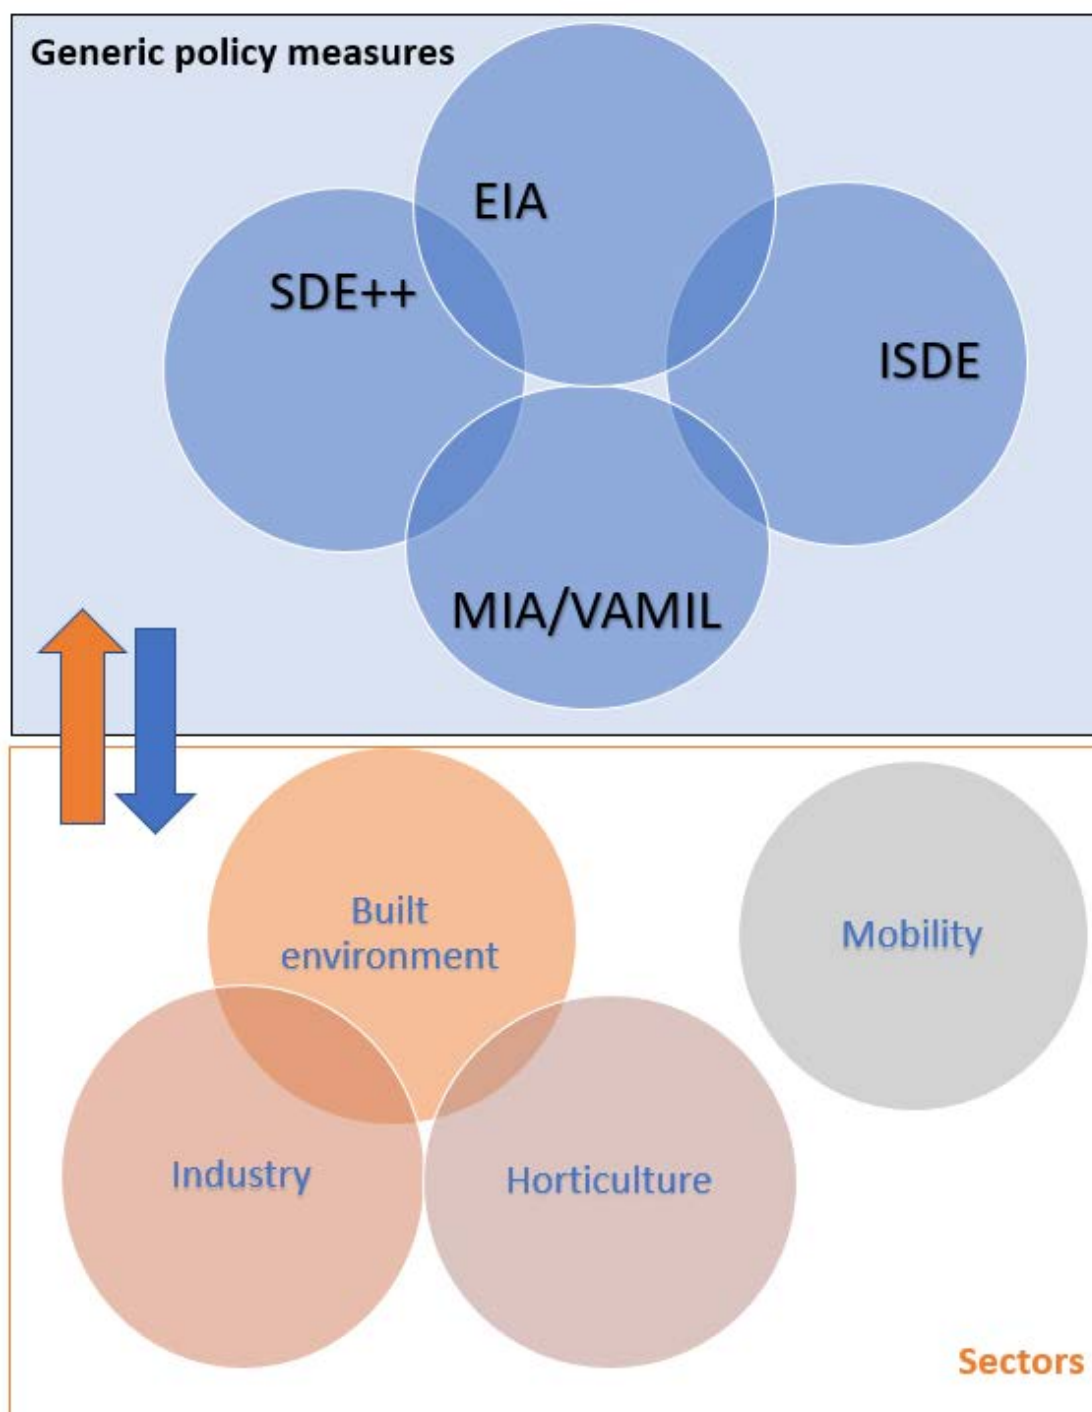 Generic policy measures
EIA
SDE++
ISDE
MIA/VAMIL
Built
environment
Mobility
Industry
Horticulture
Sectors